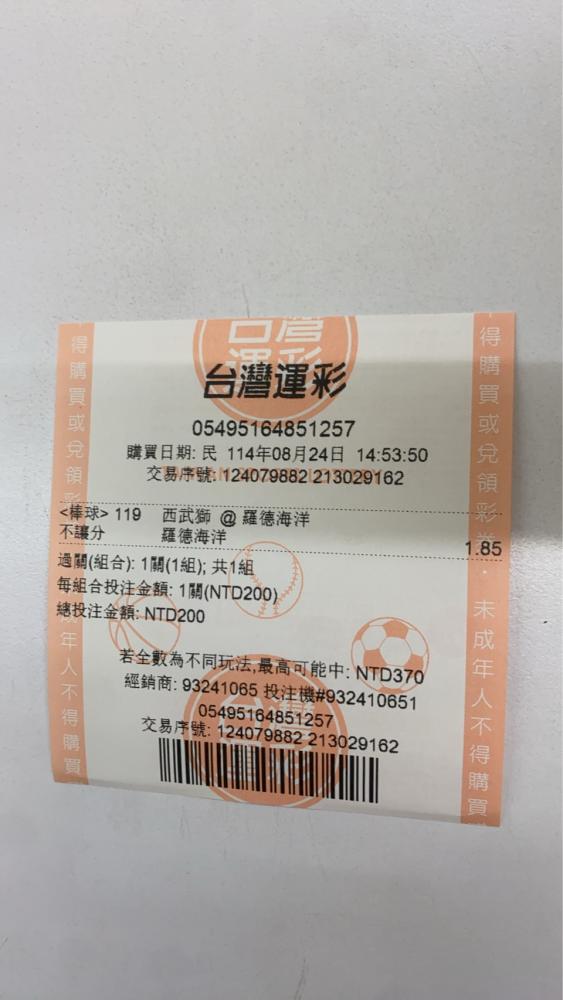 台灣
運彩
台灣運彩
05495164851257
購買日期: 民 114年08月24日 14:53:50
交易序號: 124079882 213029162
<棒球> 119 西武獅 @ 羅德海洋
不讓分 羅德海洋 1.85
過關(組合): 1關(1組); 共1組
每組合投注金額: 1關(NTD200)
總投注金額: NTD200
若全數為不同玩法,最高可能中: NTD370
經銷商: 93241065 投注機#932410651
05495164851257
交易序號: 124079882 213029162
得購買或兌領彩
年人不得購買
得購買或兌領彩券・未成年人不得購買